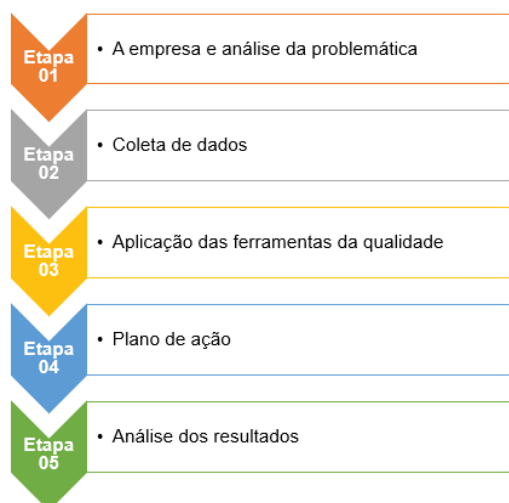 Etapa
01
• A empresa e análise da problemática
Etapa
02
• Coleta de dados
Etapa
03
• Aplicação das ferramentas da qualidade
Etapa
04
• Plano de ação
Etapa
05
• Análise dos resultados